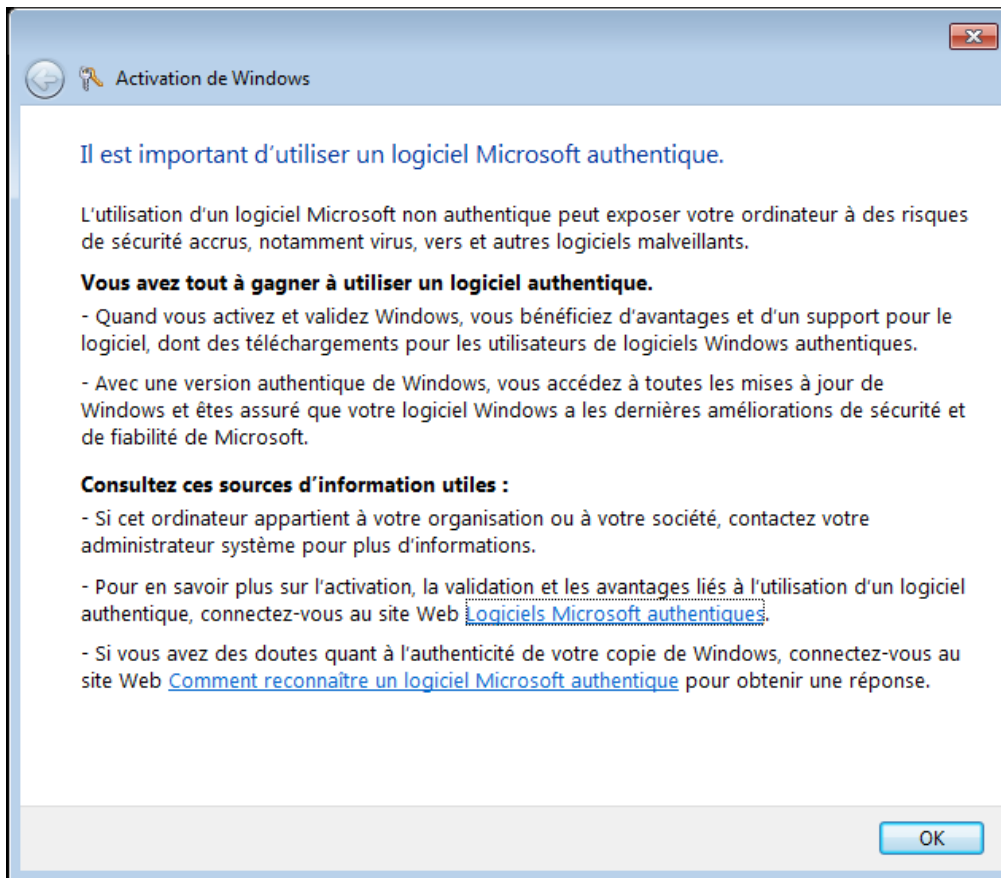 Activation de Windows
Il est important d'utiliser un logiciel Microsoft authentique.
L'utilisation d'un logiciel Microsoft non authentique peut exposer votre ordinateur à des risques
de sécurité accrus, notamment virus, vers et autres logiciels malveillants.
Vous avez tout à gagner à utiliser un logiciel authentique.
- Quand vous activez et validez Windows, vous bénéficiez d'avantages et d'un support pour le
logiciel, dont des téléchargements pour les utilisateurs de logiciels Windows authentiques.
- Avec une version authentique de Windows, vous accédez à toutes les mises à jour de
Windows et êtes assuré que votre logiciel Windows a les dernières améliorations de sécurité et
de fiabilité de Microsoft.
Consultez ces sources d'information utiles :
- Si cet ordinateur appartient à votre organisation ou à votre société, contactez votre
administrateur système pour plus d'informations.
- Pour en savoir plus sur l'activation, la validation et les avantages liés à l'utilisation d'un logiciel
authentique, connectez-vous au site Web Logiciels Microsoft authentiques.
- Si vous avez des doutes quant à l'authenticité de votre copie de Windows, connectez-vous au
site Web Comment reconnaître un logiciel Microsoft authentique pour obtenir une réponse.
OK